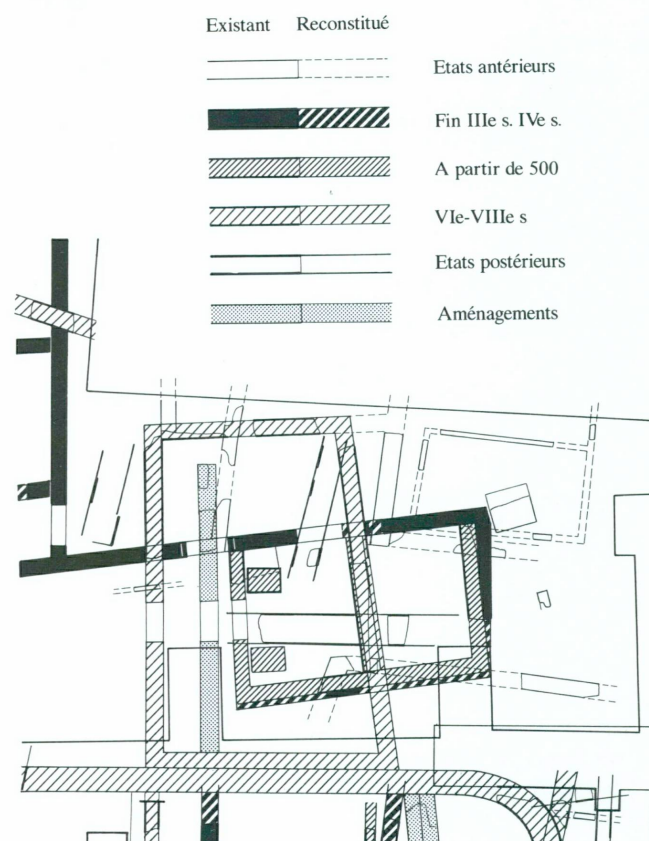 Existant Reconstitué
Etats antérieurs
Fin IIIe s. IVe s.
A partir de 500
VIe-VIIIe s
Etats postérieurs
Aménagements